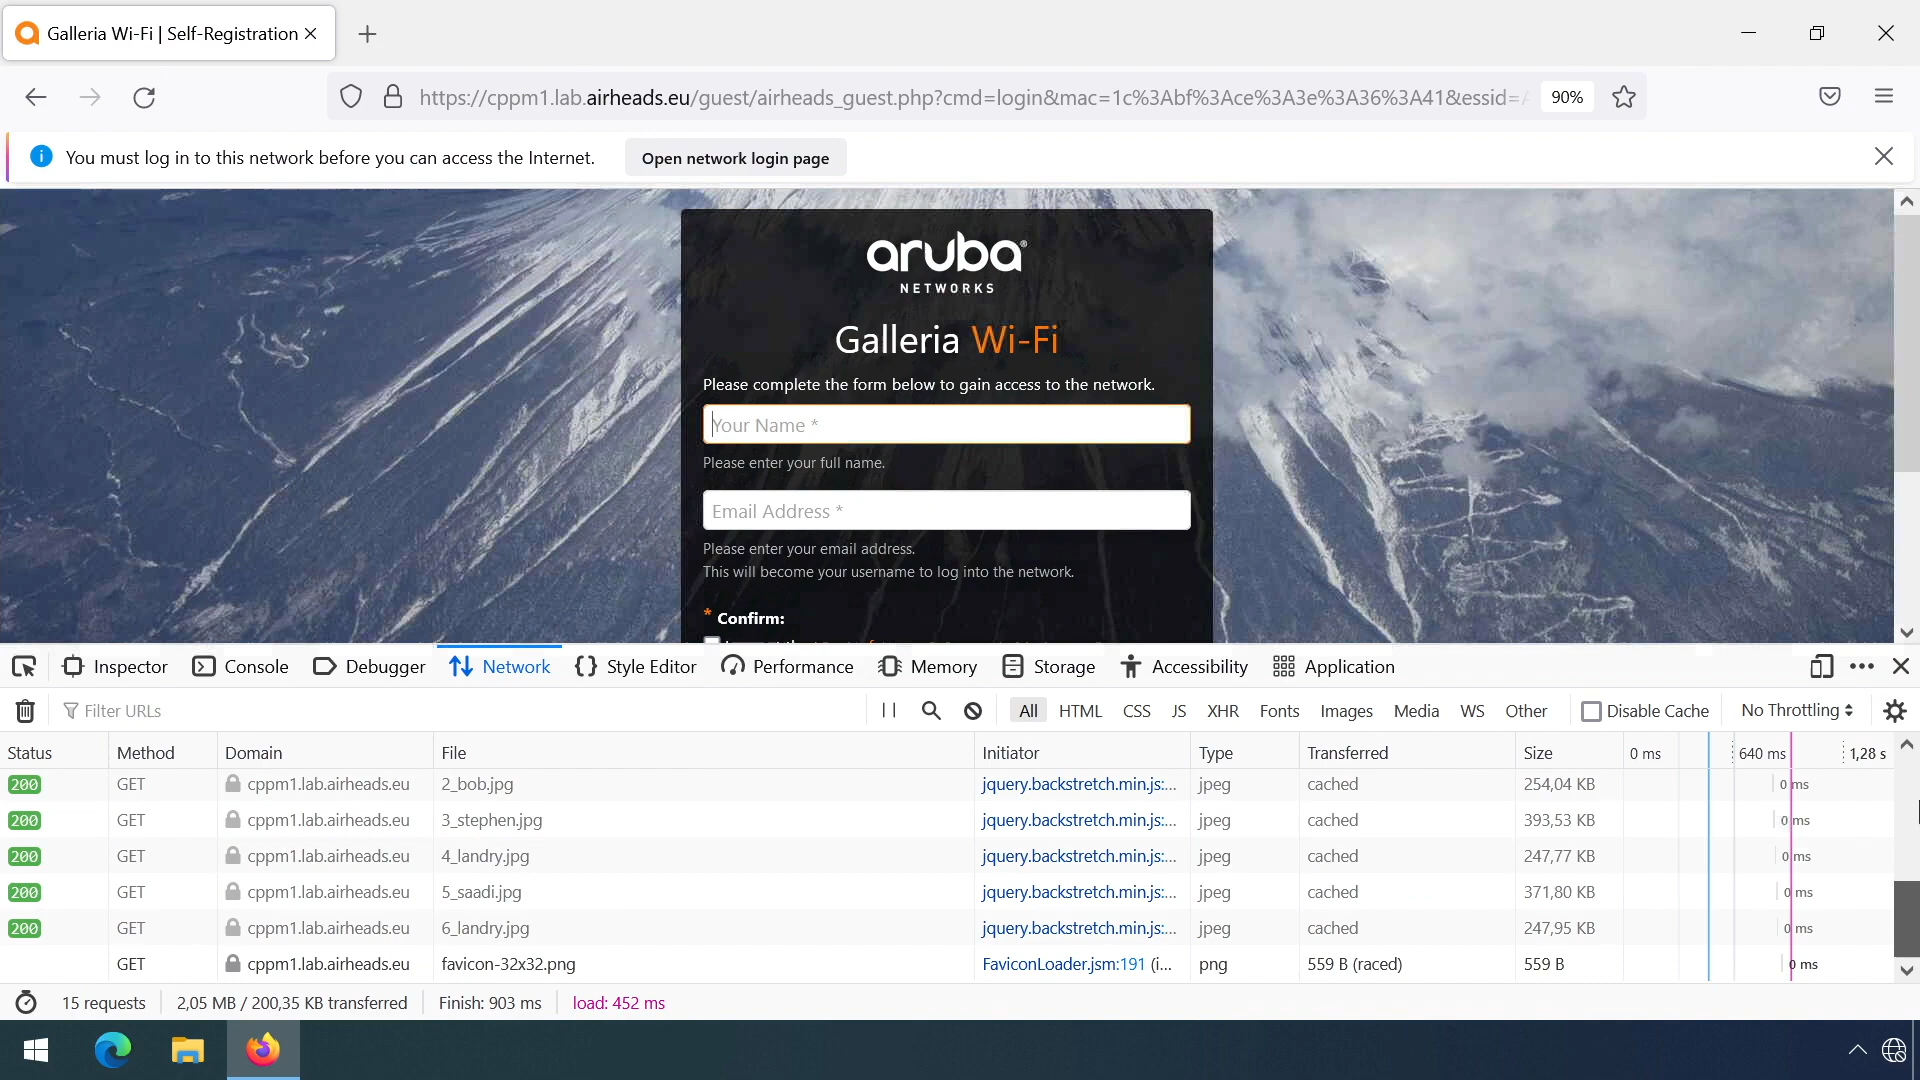 Galleria Wi-Fi | Self-Registration
https://cppm1.lab.airheads.eu/guest/airheads_guest.php?cmd=login&mac=1c%3Abf%3Ace%3A3e%3A36%3A41&essid=
90%
You must log in to this network before you can access the Internet.
Open network login page
aruba®
NETWORKS
Galleria Wi-Fi
Please complete the form below to gain access to the network.
Your Name *
Please enter your full name.
Email Address *
Please enter your email address.
This will become your username to log into the network.
* Confirm:
Inspector Console Debugger Network Style Editor Performance Memory Storage Accessibility Application
Filter URLs All HTML CSS JS XHR Fonts Images Media WS Other Disable Cache No Throttling
Status Method Domain File Initiator Type Transferred Size 0 ms 640 ms 1,28 s
200 GET cppm1.lab.airheads.eu 2_bob.jpg jquery.backstretch.min.js:... jpeg cached 254,04 KB 0 ms
200 GET cppm1.lab.airheads.eu 3_stephen.jpg jquery.backstretch.min.js:... jpeg cached 393,53 KB 0 ms
200 GET cppm1.lab.airheads.eu 4_landry.jpg jquery.backstretch.min.js:... jpeg cached 247,77 KB 0 ms
200 GET cppm1.lab.airheads.eu 5_saadi.jpg jquery.backstretch.min.js:... jpeg cached 371,80 KB 0 ms
200 GET cppm1.lab.airheads.eu 6_landry.jpg jquery.backstretch.min.js:... jpeg cached 247,95 KB 0 ms
GET cppm1.lab.airheads.eu favicon-32x32.png FaviconLoader.jsm:191 (i... png 559 B (raced) 559 B 0 ms
15 requests 2,05 MB / 200,35 KB transferred Finish: 903 ms load: 452 ms